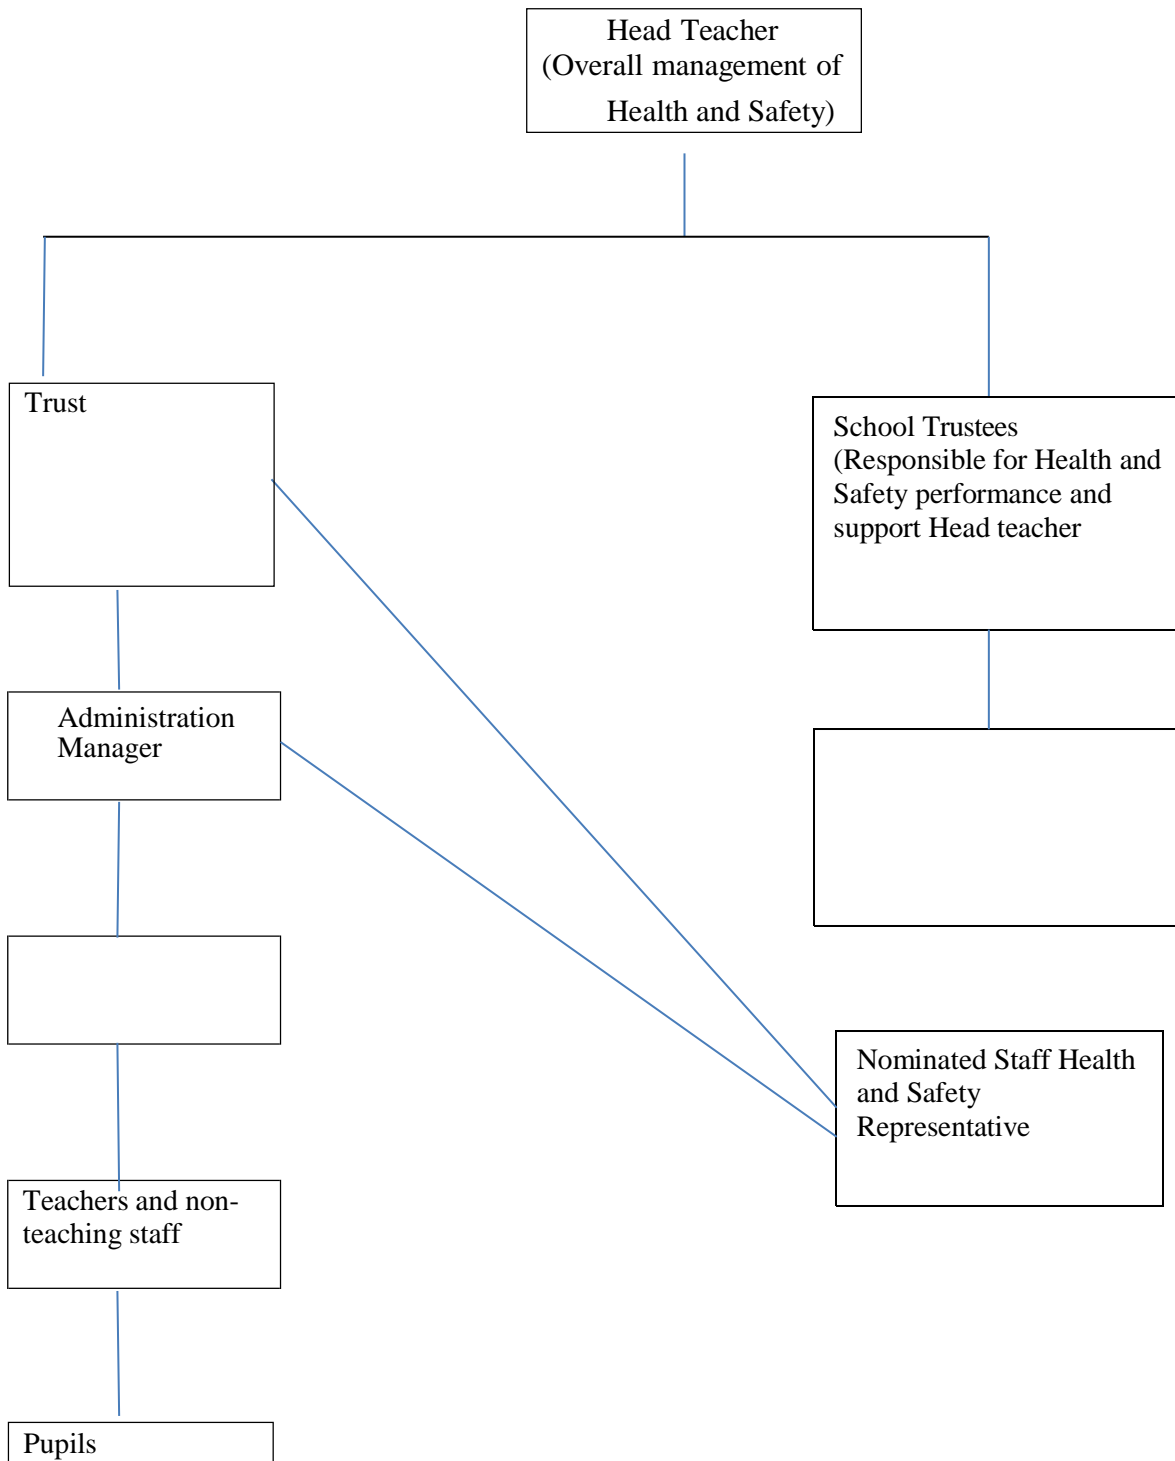 Head Teacher
(Overall management of
Health and Safety)
Trust
School Trustees
(Responsible for Health and
Safety performance and
support Head teacher
Administration
Manager
Nominated Staff Health
and Safety
Representative
Teachers and non-
teaching staff
Pupils